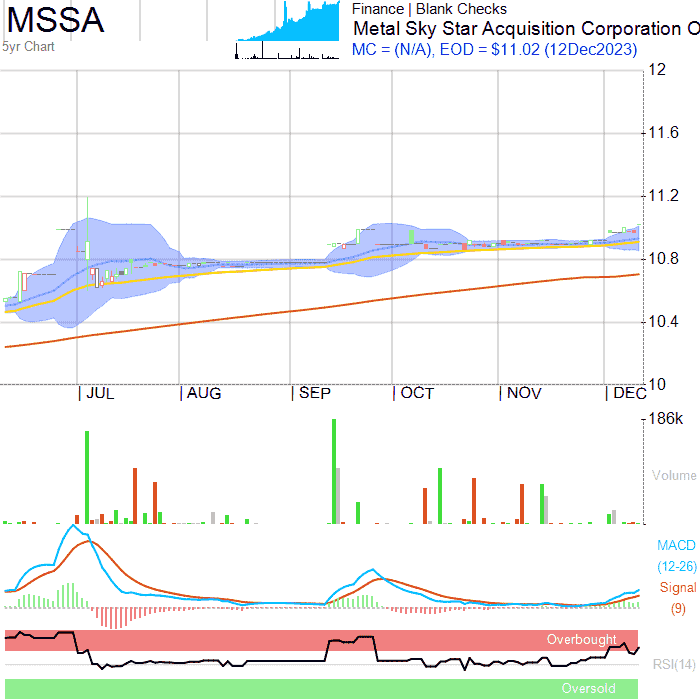 MSSA
5yr Chart
Finance | Blank Checks
Metal Sky Star Acquisition Corporation O
MC = (N/A), EOD = $11.02 (12Dec2023)
12
11.6
11.2
10.8
10.4
10
JUL AUG SEP OCT NOV DEC
186k
Volume
MACD
(12-26)
Signal
(9)
Overbought
RSI(14)
Oversold